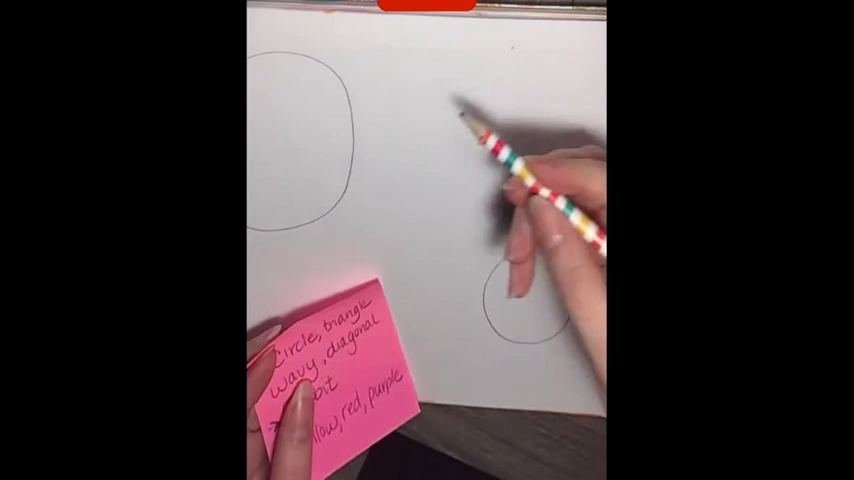 Circle, triangle
wavy, diagonal
red, purple